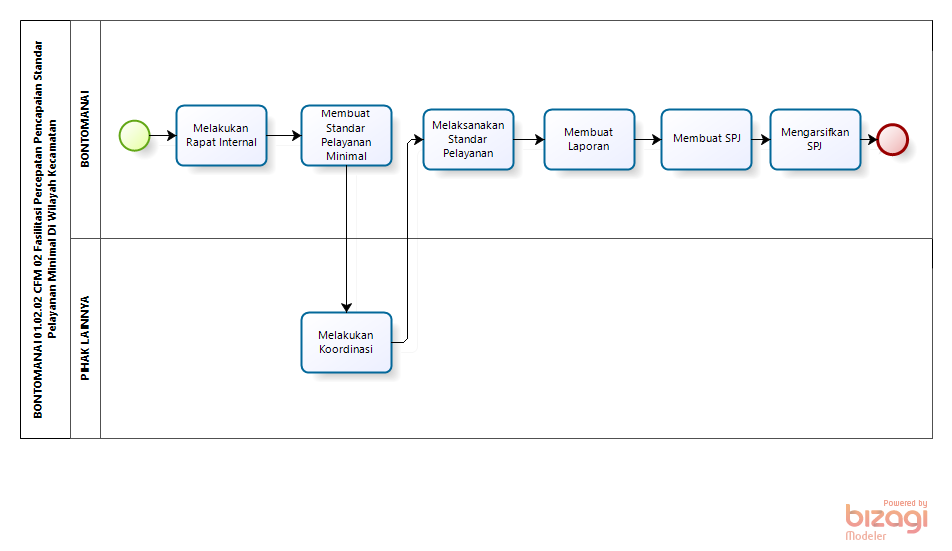 BONTOMANAI 01.02.02 CFM 02 Fasilitasi Percepatan Pencapaian Standar
Pelayanan Minimal Di Wilayah Kecamatan
BONTOMANAI
Melakukan
Rapat Internal
Membuat
Standar
Pelayanan
Minimal
Melaksanakan
Standar
Pelayanan
Membuat
Laporan
Membuat SPJ
Mengarsifkan
SPJ
PIHAK LAINNYA
Melakukan
Koordinasi
Powered by
bizagi
Modeler